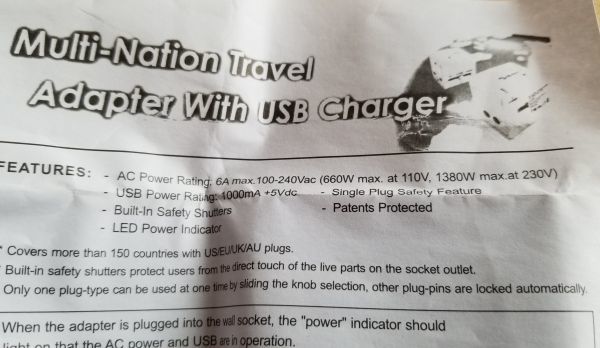 Multi-Nation Travel
Adapter With USB Charger
FEATURES: - AC Power Rating: 6A max.100-240Vac (660W max. at 110V, 1380W max.at 230V)
- USB Power Rating: 1000mA +5Vdc - Single Plug Safety Feature
- Built-In Safety Shutters - Patents Protected
- LED Power Indicator
* Covers more than 150 countries with US/EU/UK/AU plugs.
* Built-in safety shutters protect users from the direct touch of the live parts on the socket outlet.
Only one plug-type can be used at one time by sliding the knob selection, other plug-pins are locked automatically.
When the adapter is plugged into the wall socket, the "power" indicator should
light on that the AC power and USB are in operation.